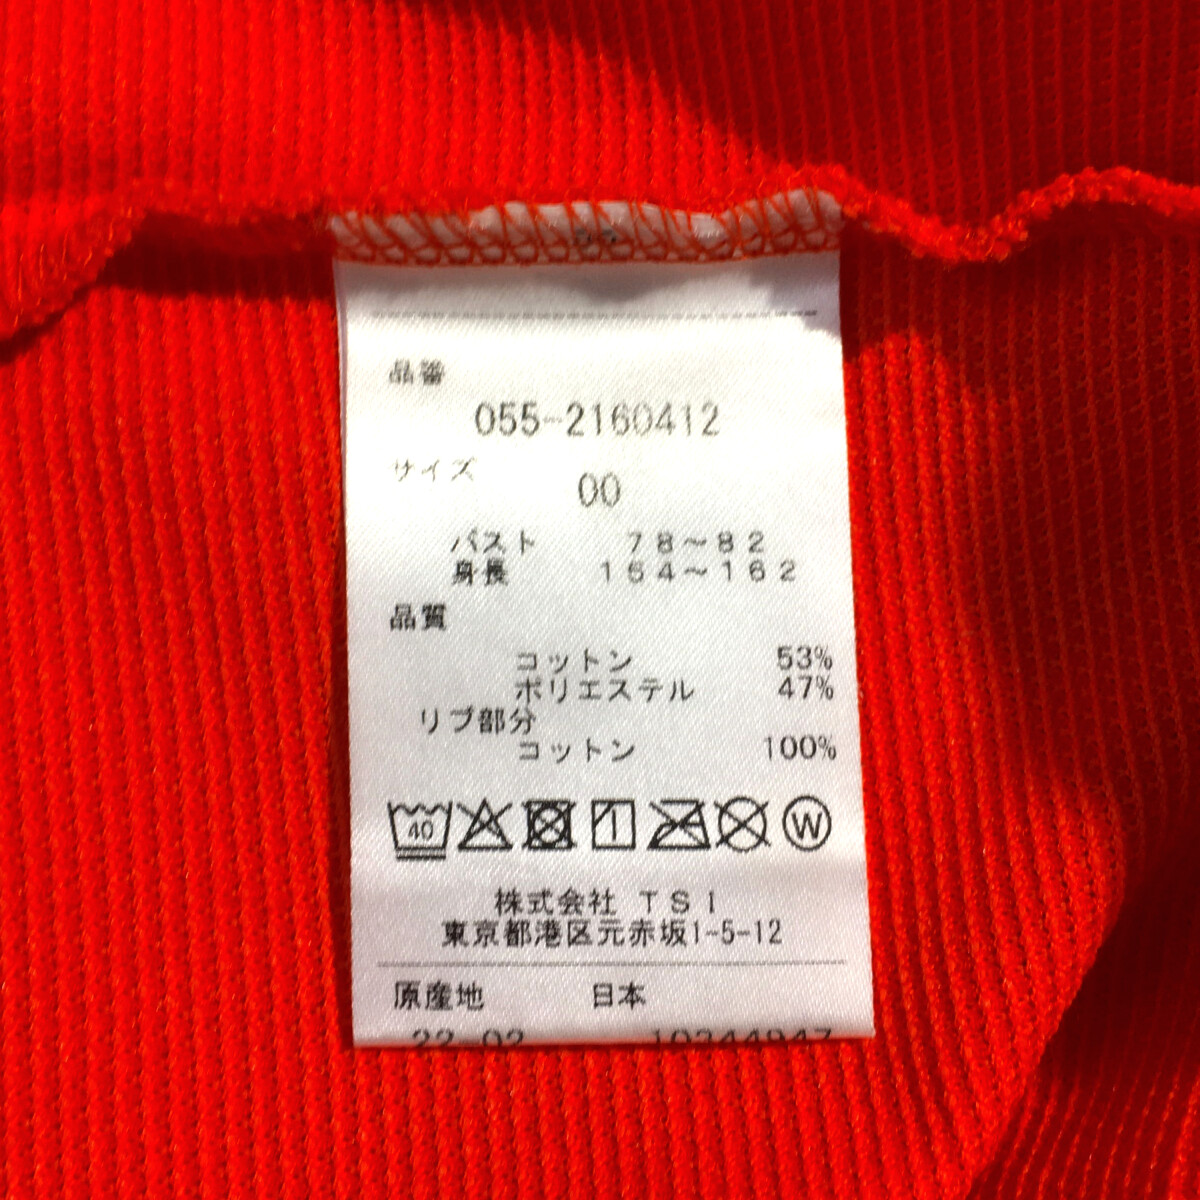 品番
055-2160412
サイズ
00
バスト 78～82
身長 154～162
品質
コットン 53%
ポリエステル 47%
リブ部分
コットン 100%
40
W
株式会社 TSI
東京都港区元赤坂1-5-12
原産地 日本
22-02 10344947